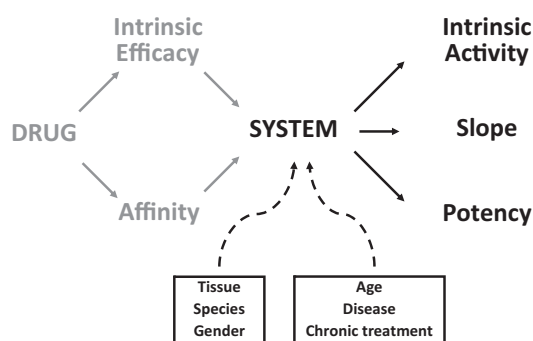 Intrinsic
Efficacy
Intrinsic
Activity
DRUG
SYSTEM
Slope
Affinity
Potency
Tissue
Species
Gender
Age
Disease
Chronic treatment